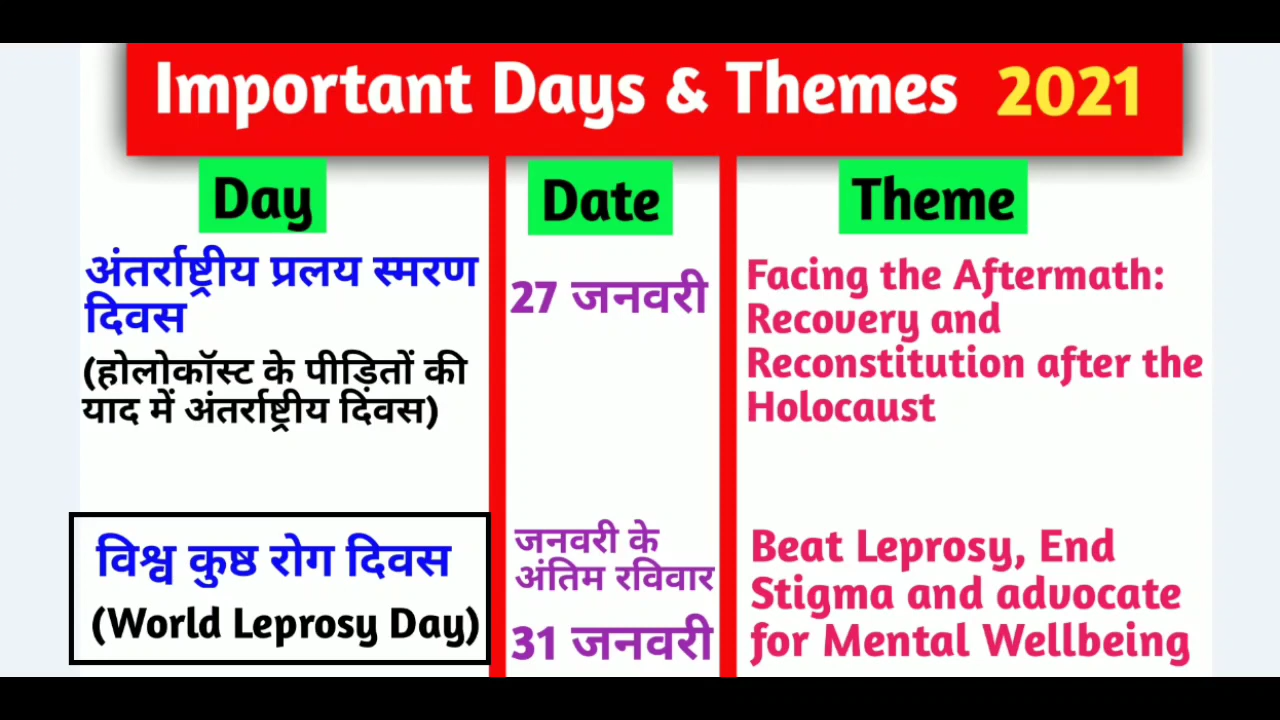 Important Days & Themes 2021
Day
Date
Theme
अंतर्राष्ट्रीय प्रलय स्मरण
दिवस
(होलोकॉस्ट के पीड़ितों की
याद में अंतर्राष्ट्रीय दिवस)
27 जनवरी
Facing the Aftermath:
Recovery and
Reconstitution after the
Holocaust
विश्व कुष्ठ रोग दिवस
(World Leprosy Day)
जनवरी के
अंतिम रविवार
31 जनवरी
Beat Leprosy, End
Stigma and advocate
for Mental Wellbeing